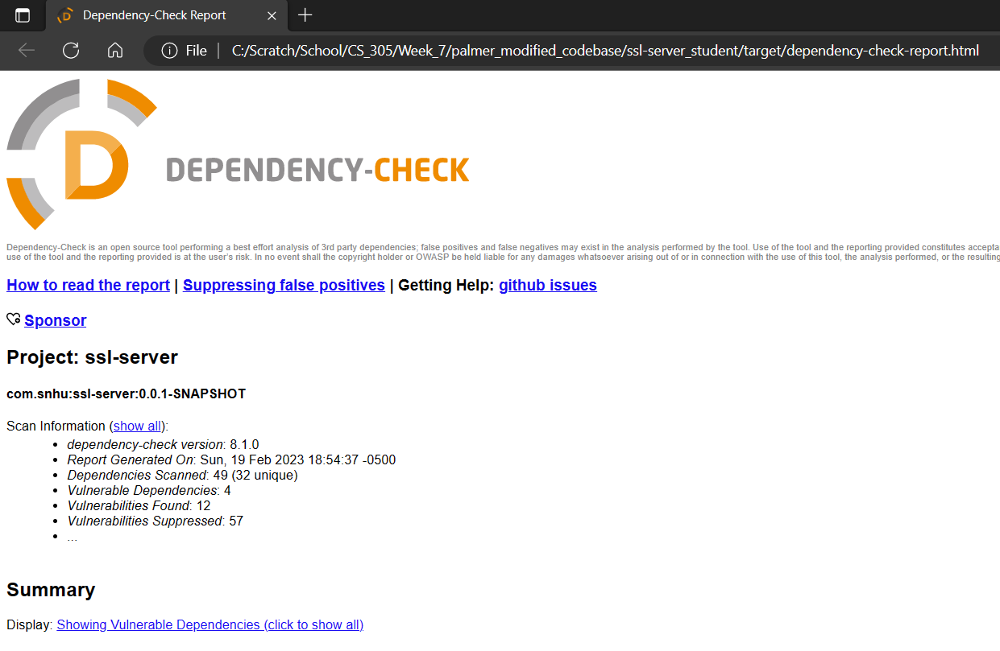 Dependency-Check Report
File
C:/Scratch/School/CS_305/Week_7/palmer_modified_codebase/ssl-server_student/target/dependency-check-report.html
D
DEPENDENCY-CHECK
Dependency-Check is an open source tool performing a best effort analysis of 3rd party dependencies; false positives and false negatives may exist in the analysis performed by the tool. Use of the tool and the reporting provided constitutes accepta
use of the tool and the reporting provided is at the user's risk. In no event shall the copyright holder or OWASP be held liable for any damages whatsoever arising out of or in connection with the use of this tool, the analysis performed, or the resulting
How to read the report | Suppressing false positives | Getting Help: github issues
Sponsor
Project: ssl-server
com.snhu:ssl-server:0.0.1-SNAPSHOT
Scan Information (show all):
• dependency-check version: 8.1.0
• Report Generated On: Sun, 19 Feb 2023 18:54:37 -0500
• Dependencies Scanned: 49 (32 unique)
• Vulnerable Dependencies: 4
• Vulnerabilities Found: 12
• Vulnerabilities Suppressed: 57
• ...
Summary
Display: Showing Vulnerable Dependencies (click to show all)